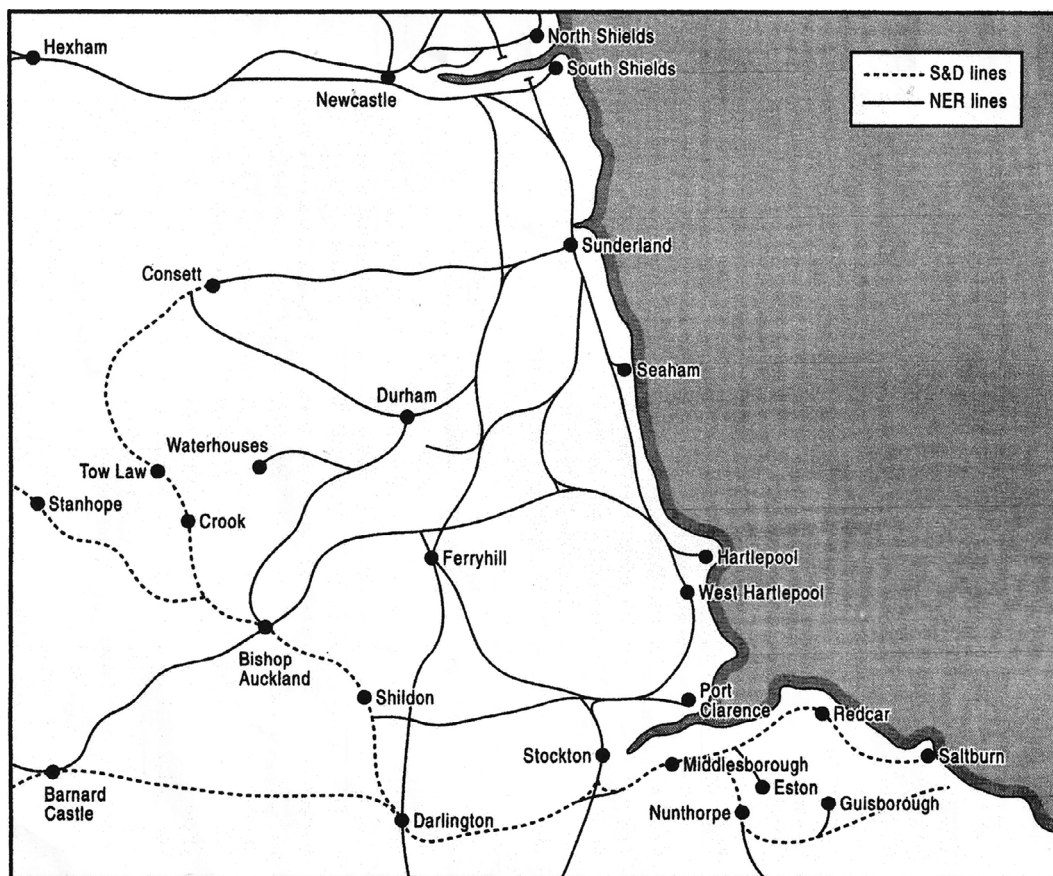 Hexham
North Shields
South Shields
Newcastle
S&D lines
NER lines
Sunderland
Consett
Seaham
Durham
Waterhouses
Tow Law
Stanhope
Crook
Ferryhill
Hartlepool
West Hartlepool
Bishop
Auckland
Shildon
Port
Clarence
Redcar
Stockton
Middlesborough
Saltburn
Barnard
Castle
Eston
Darlington
Nunthorpe
Guisborough